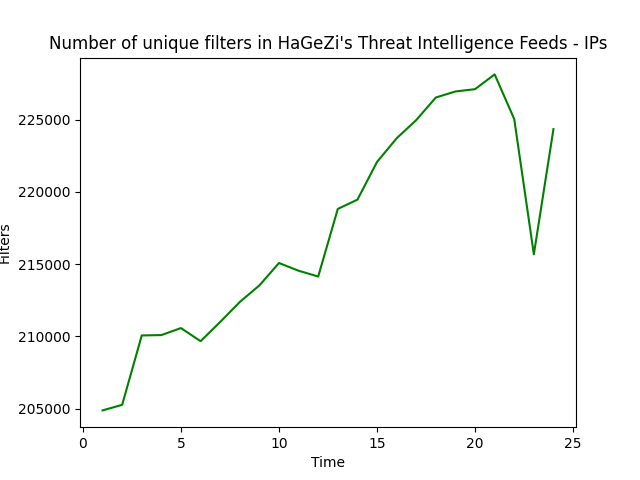 Number of unique filters in HaGeZi's Threat Intelligence Feeds - IPs
225000
220000
215000
210000
205000
Filters
0 5 10 15 20 25
Time